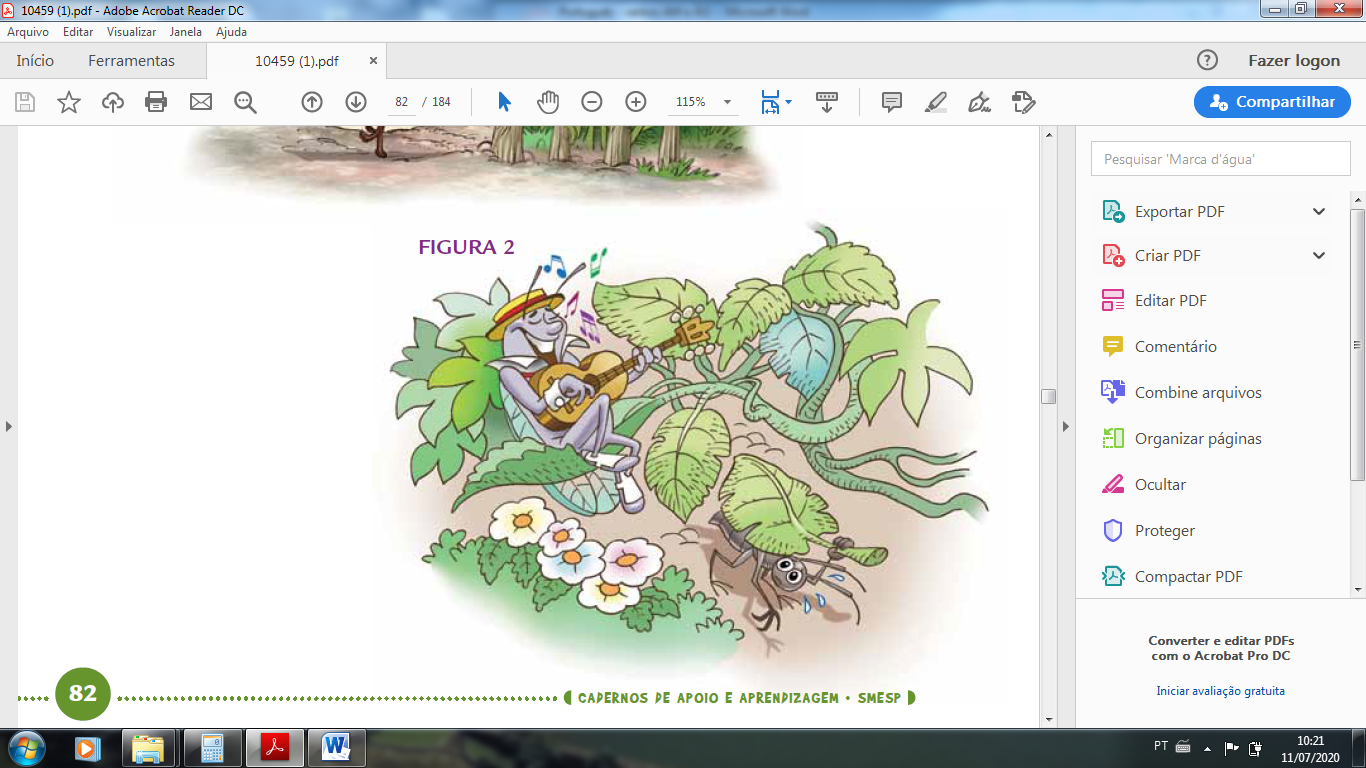 10459 (1).pdf - Adobe Acrobat Reader DC
Arquivo Editar Visualizar Janela Ajuda
Início Ferramentas 10459 (1).pdf × ? Fazer logon
82 / 184 115% Compartilhar
Pesquisar 'Marca d'água'
Exportar PDF
Criar PDF
Editar PDF
Comentário
Combine arquivos
Organizar páginas
Ocultar
Proteger
Compactar PDF
Converter e editar PDFs
com o Acrobat Pro DC
Iniciar avaliação gratuita
FIGURA 2
82 CADERNOS DE APOIO E APRENDIZAGEM • SMESP
PT 10:21
11/07/2020